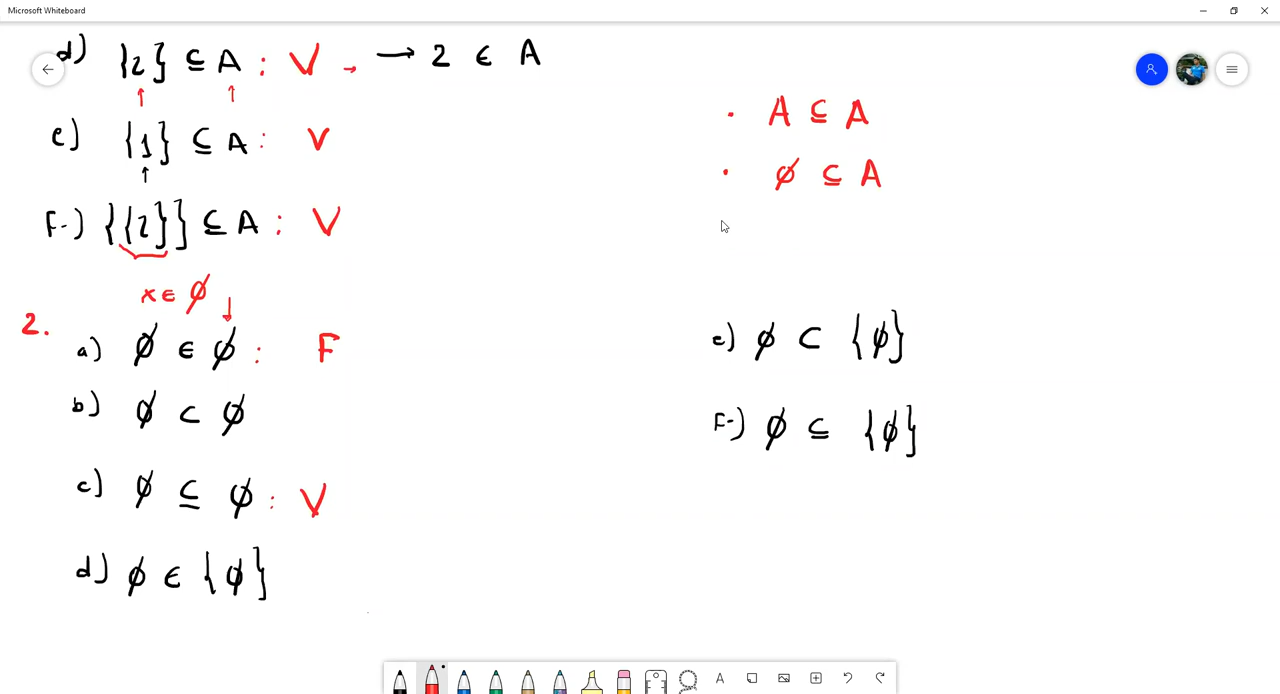 Microsoft Whiteboard
d) {2} ⊆ A : V → → 2 ∈ A
e) {1} ⊆ A : V
F-) {{2}} ⊆ A : V
x ∈ ∅
2.
a) ∅ ∈ ∅ : F
b) ∅ ⊂ ∅
c) ∅ ⊆ ∅ : V
d) ∅ ∈ {∅}
· A ⊆ A
· ∅ ⊆ A
e) ∅ ⊂ {∅}
F-) ∅ ⊆ {∅}
A